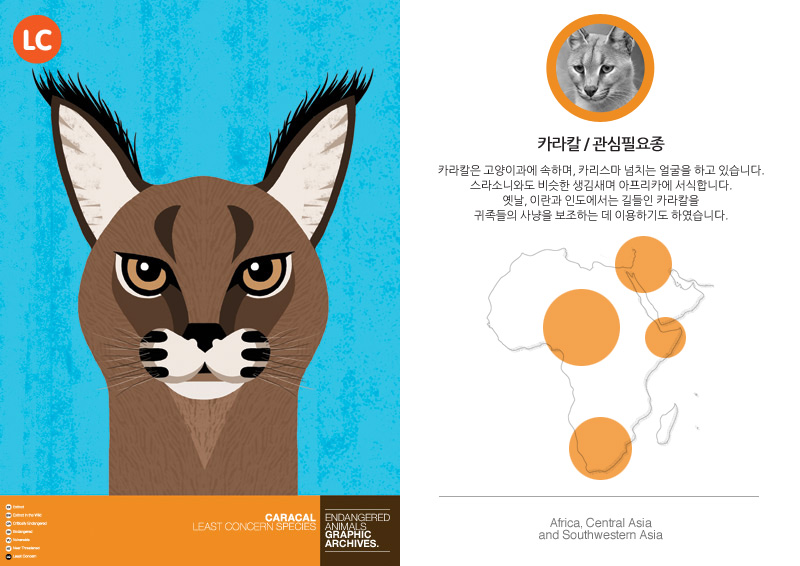 LC
Extinct
Extinct in the Wild
Critically Endangered
Endangered
Vulnerable
Near Threatened
Least Concern
CARACAL
LEAST CONCERN SPECIES
ENDANGERED
ANIMALS
GRAPHIC
ARCHIVES.
카라칼 / 관심필요종
카라칼은 고양이과에 속하며, 카리스마 넘치는 얼굴을 하고 있습니다.
스라소니와도 비슷한 생김새며 아프리카에 서식합니다.
옛날, 이란과 인도에서는 길들인 카라칼을
귀족들의 사냥을 보조하는 데 이용하기도 하였습니다.
Africa, Central Asia
and Southwestern Asia